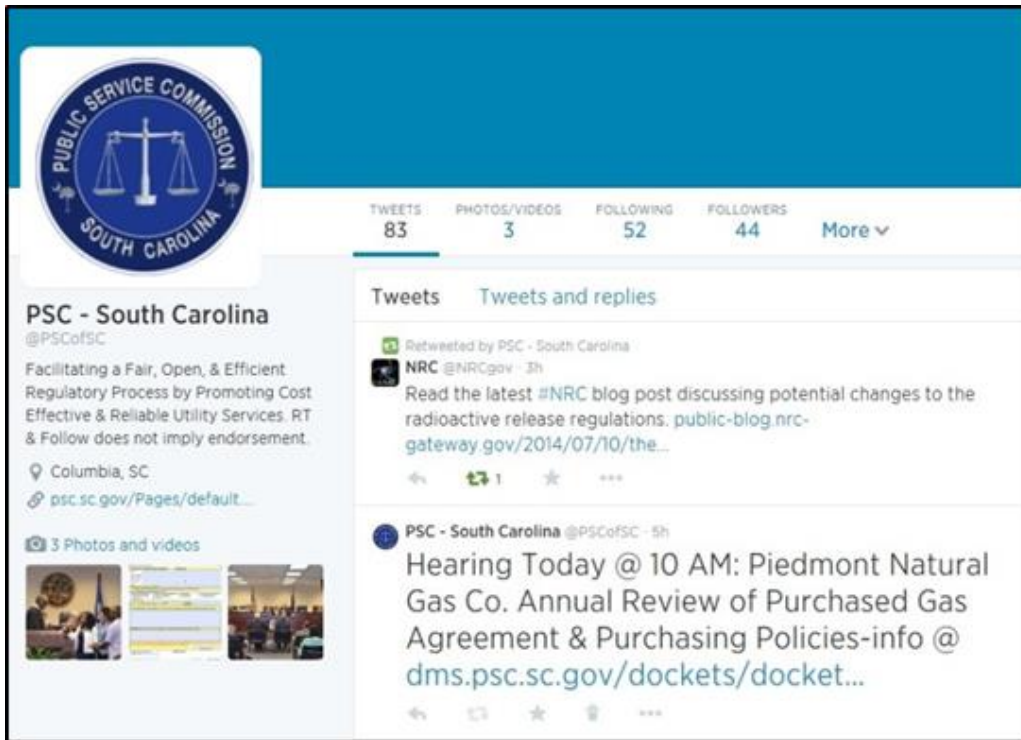 PUBLIC SERVICE COMMISSION
SOUTH CAROLINA
TWEETS PHOTOS/VIDEOS FOLLOWING FOLLOWERS
83 3 52 44 More
PSC - South Carolina
@PSCofSC
Facilitating a Fair, Open, & Efficient
Regulatory Process by Promoting Cost
Effective & Reliable Utility Services. RT
& Follow does not imply endorsement.
Columbia, SC
psc.sc.gov/Pages/default....
3 Photos and videos
Tweets Tweets and replies
Retweeted by PSC - South Carolina
NRC @NRCgov · 3h
Read the latest #NRC blog post discussing potential changes to the
radioactive release regulations. public-blog.nrc-
gateway.gov/2014/07/10/the...
1
PSC - South Carolina @PSCofSC · 5h
Hearing Today @ 10 AM: Piedmont Natural
Gas Co. Annual Review of Purchased Gas
Agreement & Purchasing Policies-info @
dms.psc.sc.gov/dockets/docket...